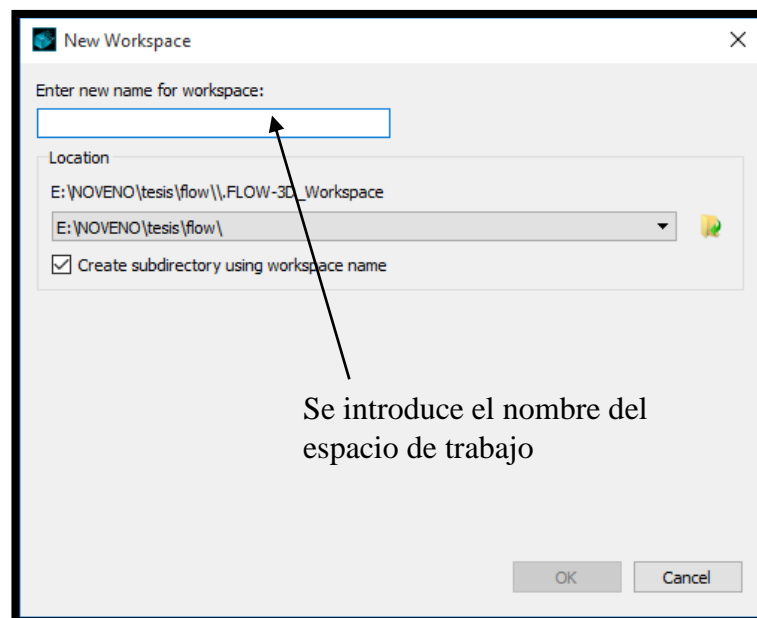 New Workspace
Enter new name for workspace:
Location
E:\NOVENO\tesis\flow\\.FLOW-3D_Workspace
E:\NOVENO\tesis\flow\
Create subdirectory using workspace name
Se introduce el nombre del
espacio de trabajo
OK
Cancel